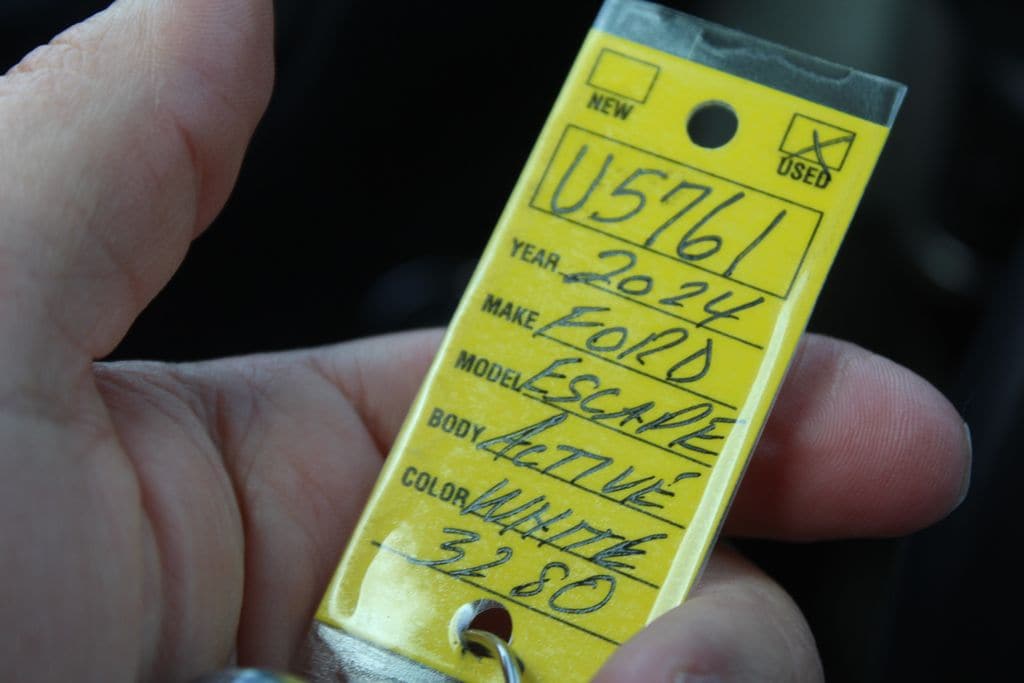 NEW
X
USED
U5761
YEAR 2024
MAKE FORD
MODEL ESCAPE
BODY ACTIVE
COLOR WHITE
3280